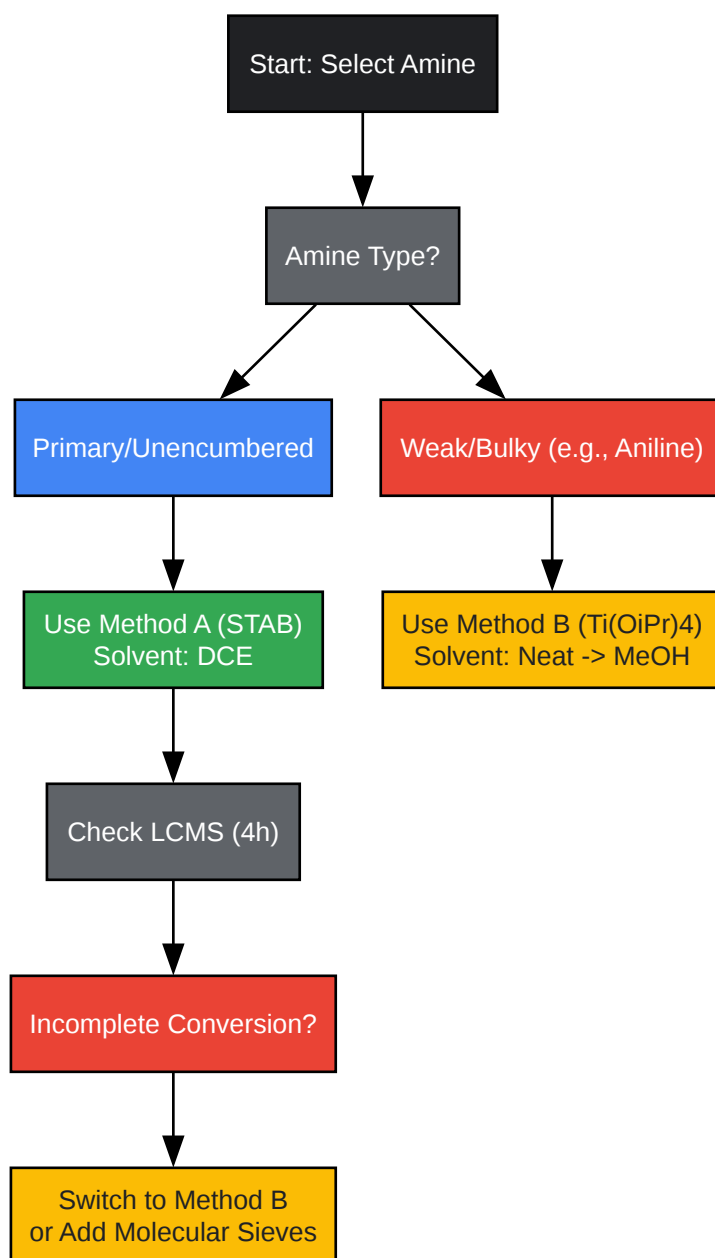 Start: Select Amine
Amine Type?
Primary/Unencumbered
Weak/Bulky (e.g., Aniline)
Use Method A (STAB)
Solvent: DCE
Use Method B (Ti(OiPr)4)
Solvent: Neat -> MeOH
Check LCMS (4h)
Incomplete Conversion?
Switch to Method B
or Add Molecular Sieves